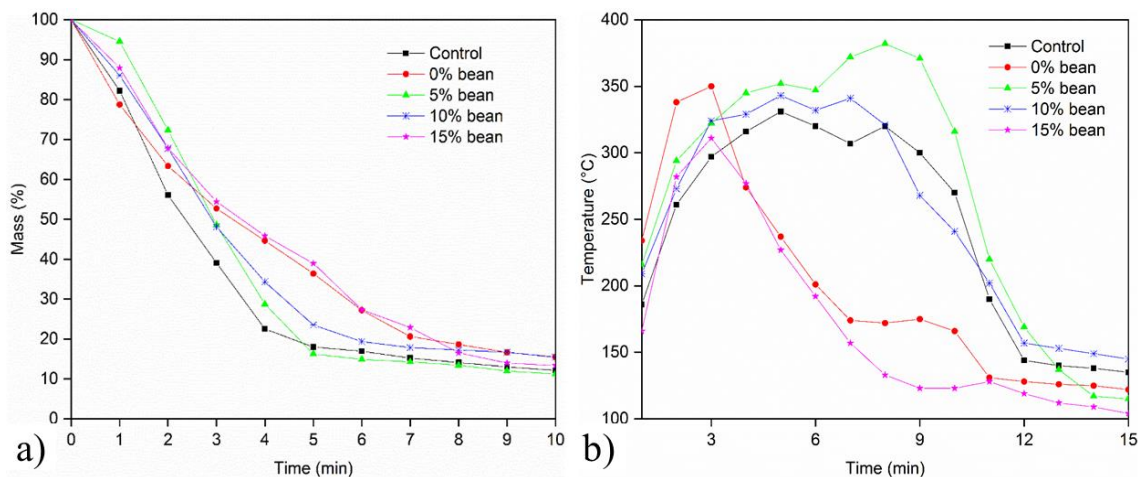 100
90
80
70
60
50
40
30
20
10
0
Mass (%)
Control
0% bean
5% bean
10% bean
15% bean
0 1 2 3 4 5 6 7 8 9 10
Time (min)
a)
400
350
300
250
200
150
100
Temperature (°C)
Control
0% bean
5% bean
10% bean
15% bean
3 6 9 12 15
Time (min)
b)